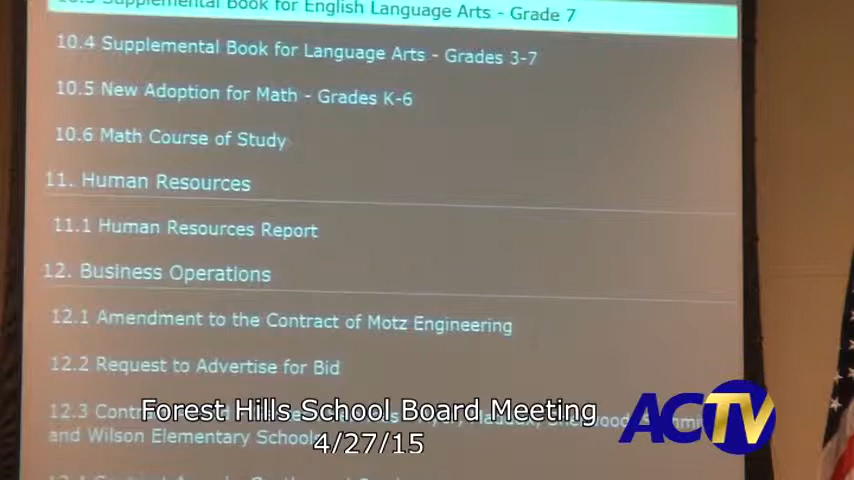 10.3 Supplemental Book for English Language Arts - Grade 7
10.4 Supplemental Book for Language Arts - Grades 3-7
10.5 New Adoption for Math - Grades K-6
10.6 Math Course of Study
11. Human Resources
11.1 Human Resources Report
12. Business Operations
12.1 Amendment to the Contract of Motz Engineering
12.2 Request to Advertise for Bid
12.3
and Wilson Elementary Schools
Forest Hills School Board Meeting
4/27/15
ACTV